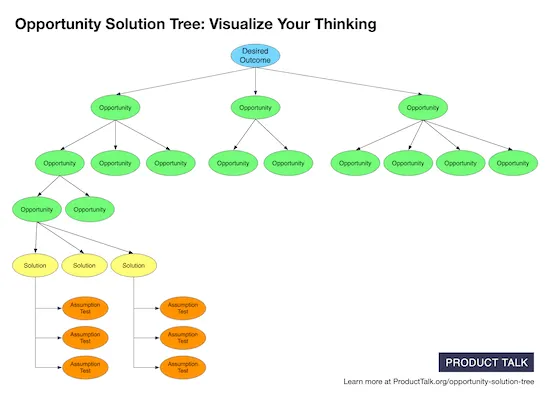 Opportunity Solution Tree: Visualize Your Thinking
Desired
Outcome
Opportunity
Opportunity
Opportunity
Opportunity
Opportunity
Opportunity
Opportunity
Opportunity
Opportunity
Opportunity
Opportunity
Opportunity
Opportunity
Opportunity
Solution
Solution
Solution
Assumption
Test
Assumption
Test
Assumption
Test
Assumption
Test
Assumption
Test
Assumption
Test
PRODUCT TALK
Learn more at ProductTalk.org/opportunity-solution-tree